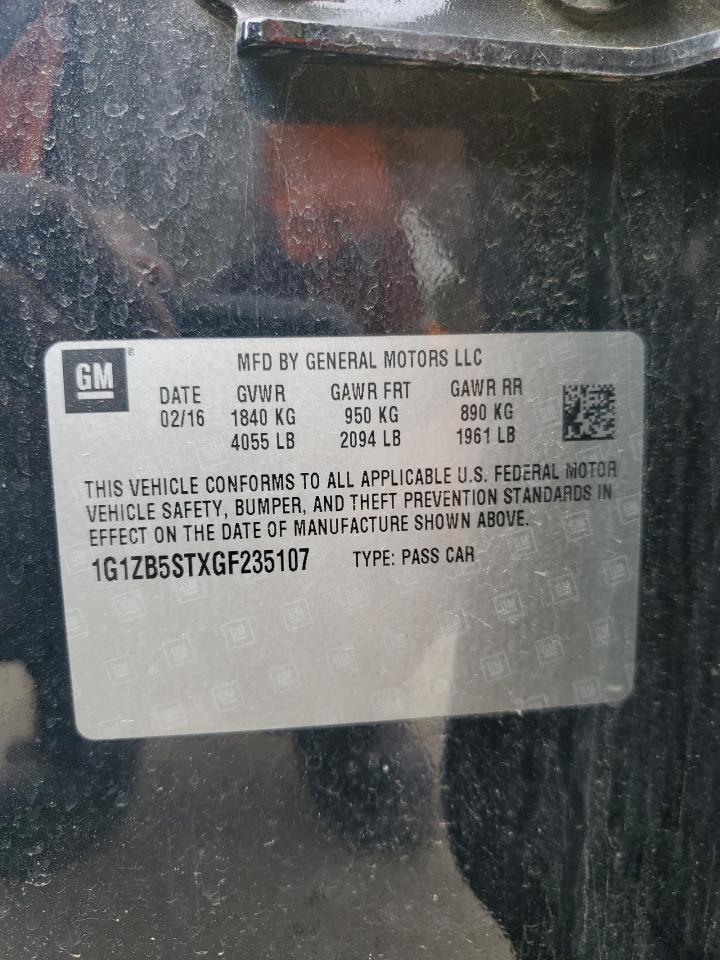 GM ® MFD BY GENERAL MOTORS LLC
DATE GVWR GAWR FRT GAWR RR
02/16 1840 KG 950 KG 890 KG
4055 LB 2094 LB 1961 LB
THIS VEHICLE CONFORMS TO ALL APPLICABLE U.S. FEDERAL MOTOR
VEHICLE SAFETY, BUMPER, AND THEFT PREVENTION STANDARDS IN
EFFECT ON THE DATE OF MANUFACTURE SHOWN ABOVE.
1G1ZB5STXGF235107 TYPE: PASS CAR